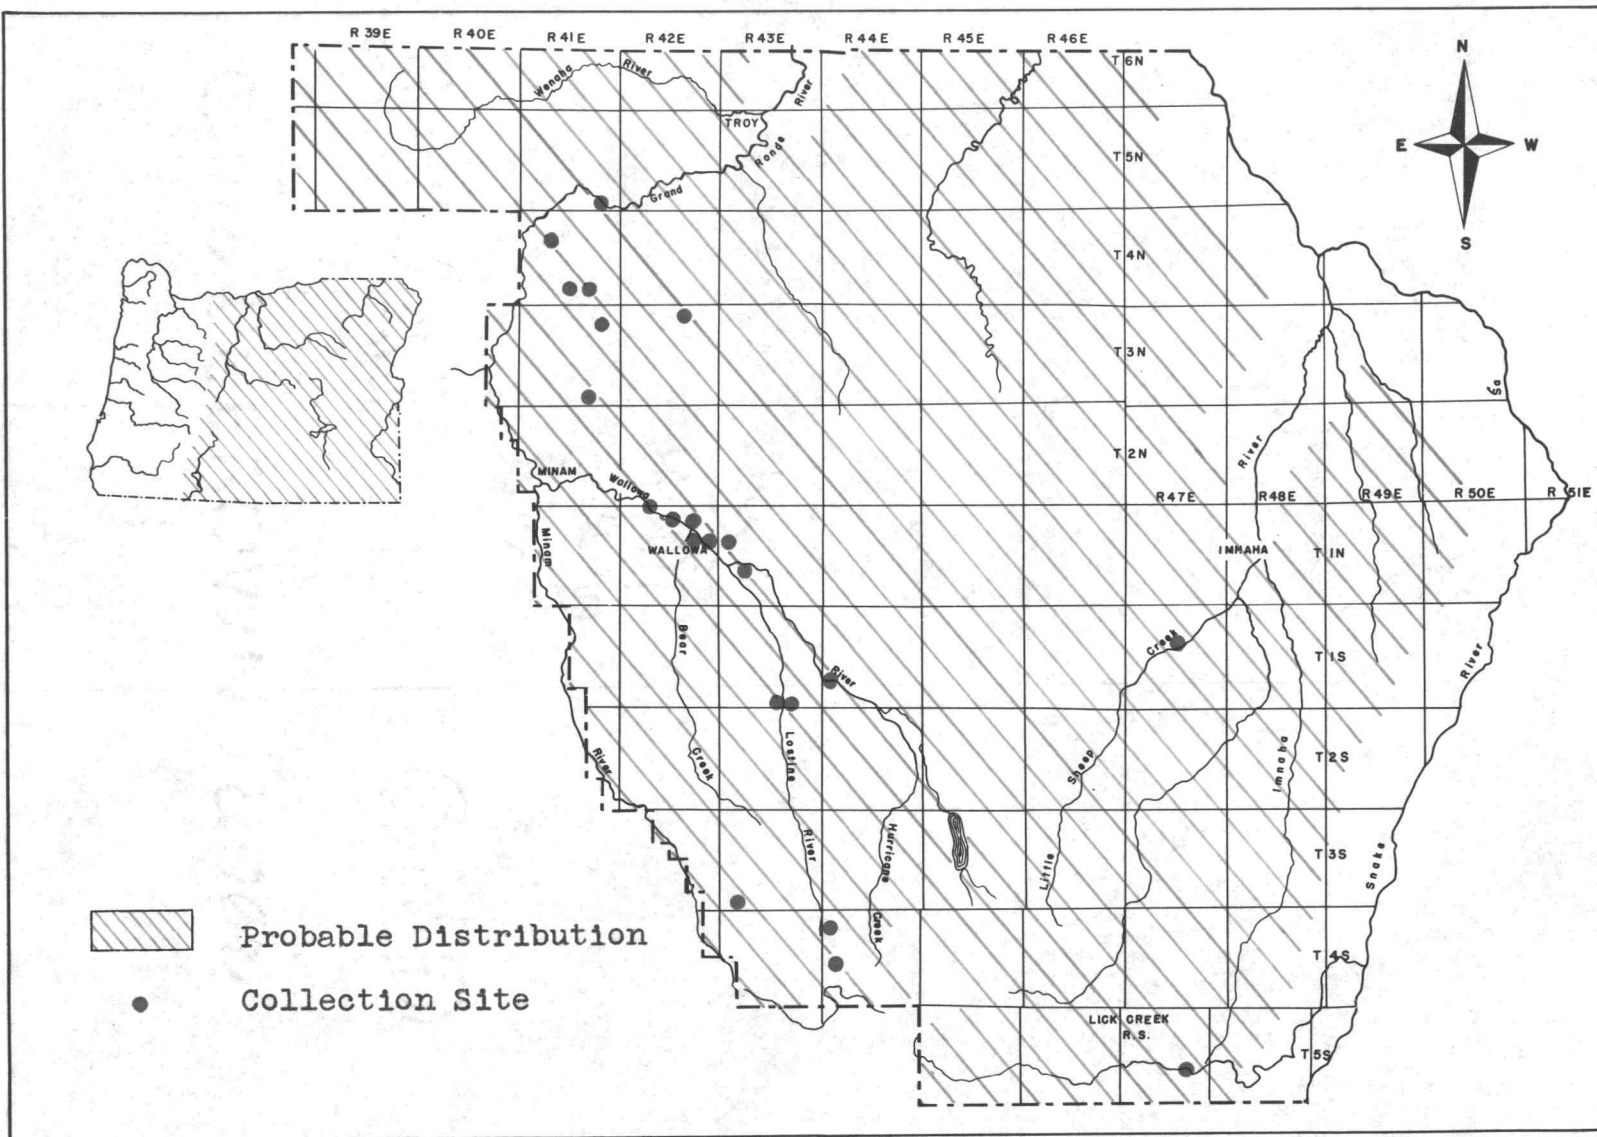 R 39E R 40E R 41E R 42E R 43E R 44E R 45E R 46E
N
E W
S
T 6N
Wenaha River
River
TROY
T 5N
Ronde
Grand
T 4N
T 3N
T 2N
River
MINAM
Wallowa
R 47E R 48E R 49E R 50E R 51E
Minam
WALLOWA
IMHAHA
T 1N
Bear
Creek
T 1S
River
River
Lostine
Creek
River
Sheep
Imnaha
T 2S
River
Hurricane
Little
T 3S
Snake
Creek
T 4S
Probable Distribution
Collection Site
LICK CREEK
R.S.
T 5S